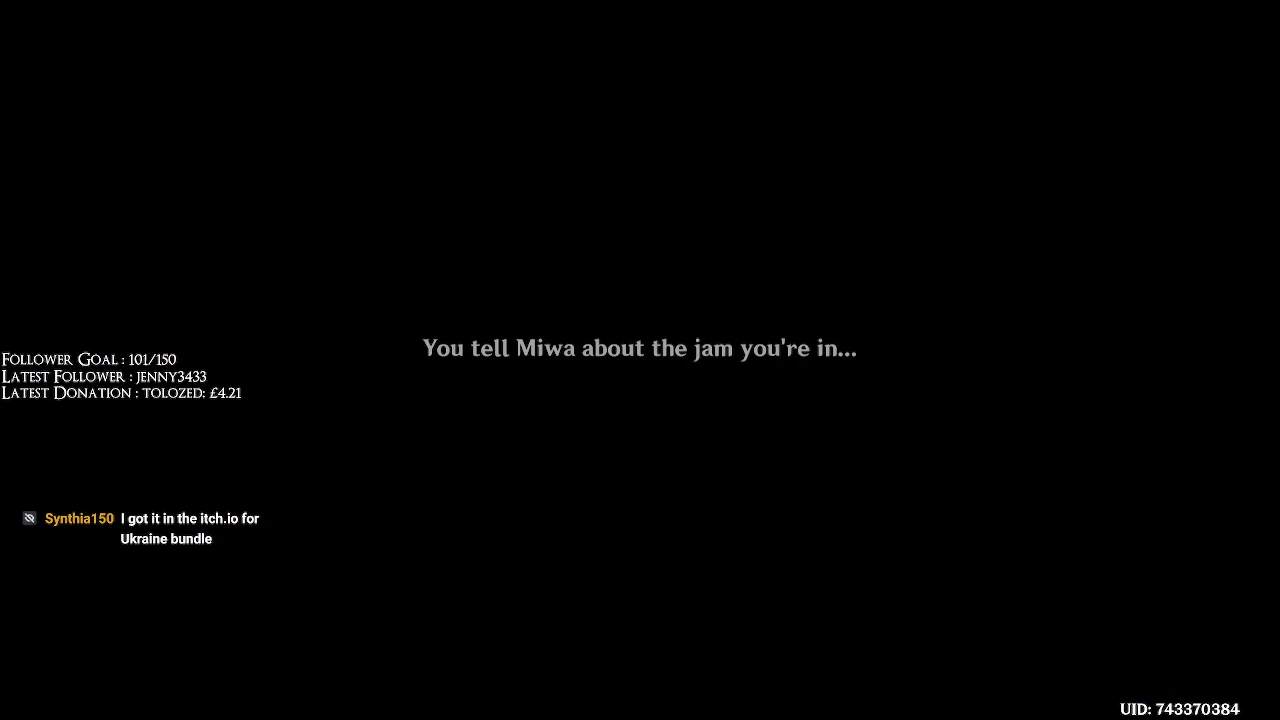 You tell Miwa about the jam you're in...
Follower Goal : 101/150
Latest Follower : jenny3433
Latest Donation : tolozed: £4.21
Synthia150 I got it in the itch.io for
Ukraine bundle
UID: 743370384